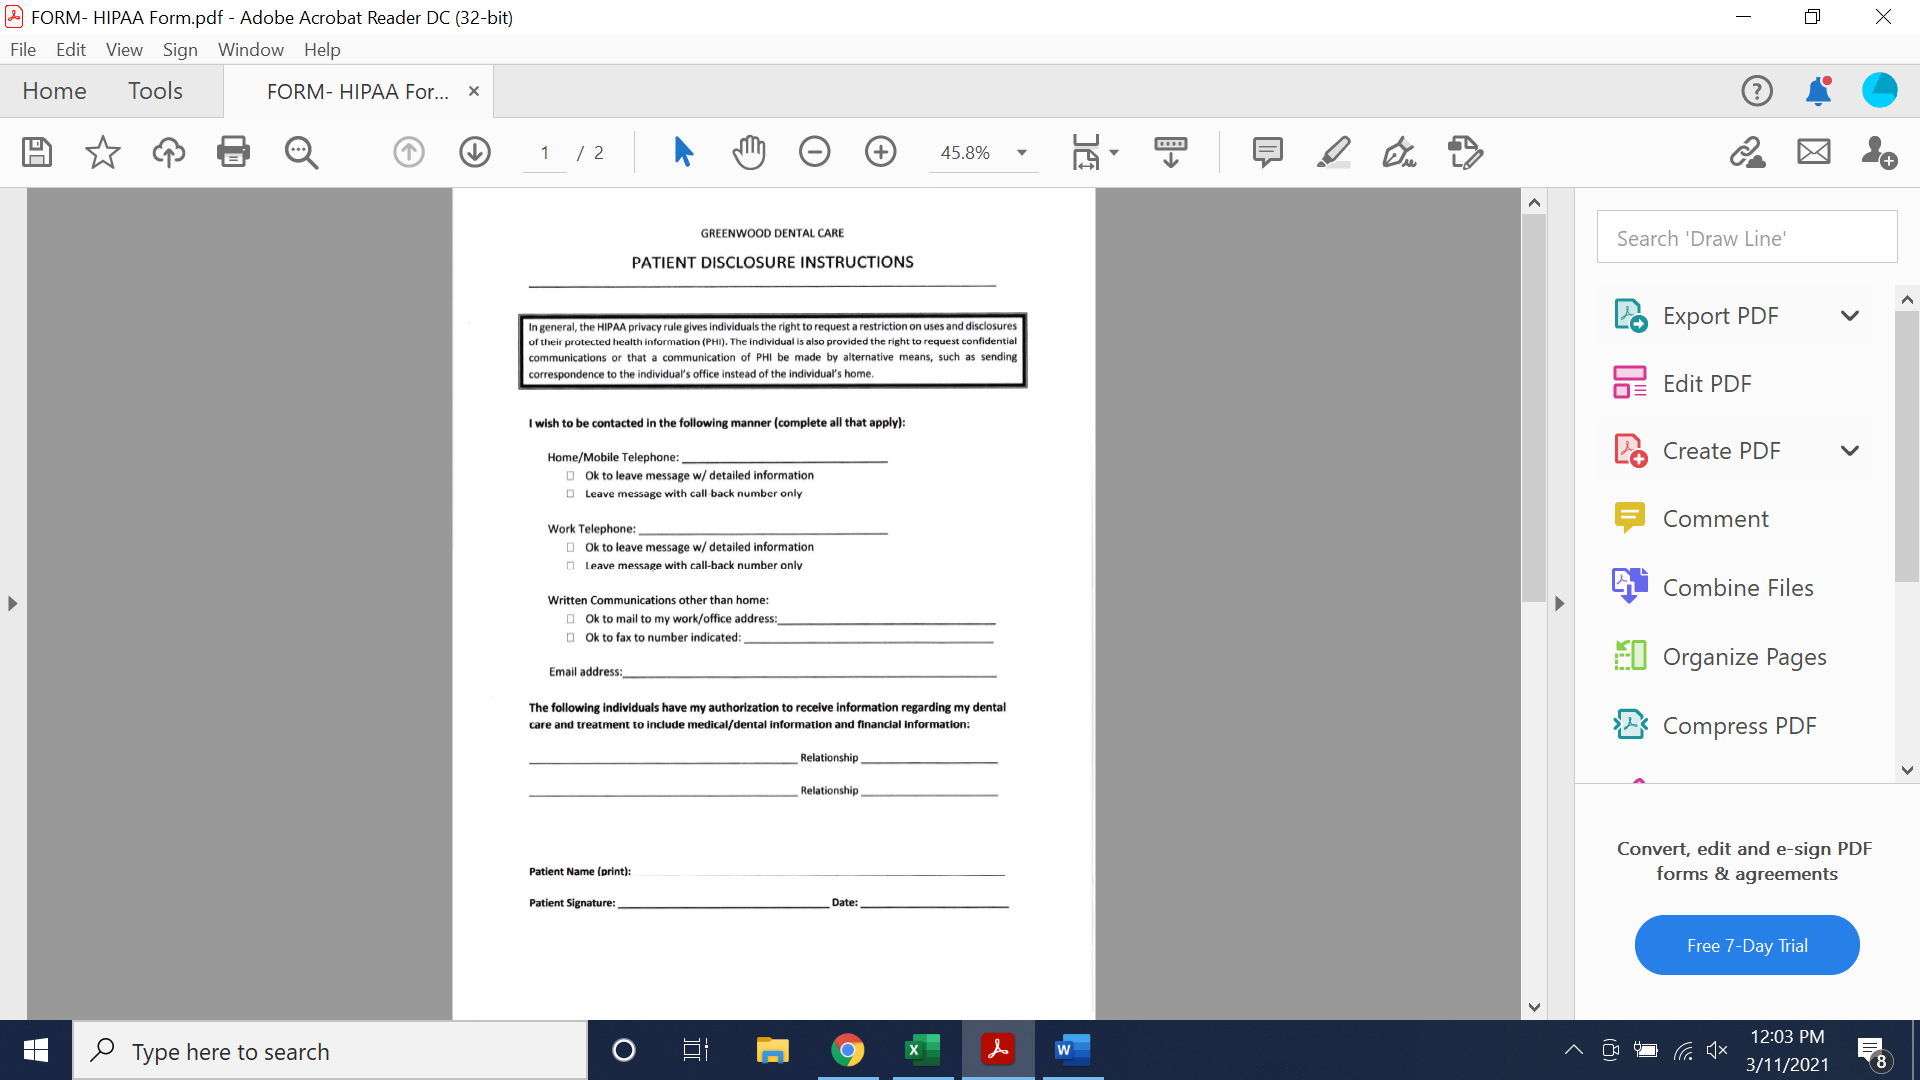 FORM- HIPAA Form.pdf - Adobe Acrobat Reader DC (32-bit)
File Edit View Sign Window Help
Home Tools FORM- HIPAA For... ×
1 / 2 45.8%
GREENWOOD DENTAL CARE
PATIENT DISCLOSURE INSTRUCTIONS
In general, the HIPAA privacy rule gives individuals the right to request a restriction on uses and disclosures
of their protected health information (PHI). The individual is also provided the right to request confidential
communications or that a communication of PHI be made by alternative means, such as sending
correspondence to the individual's office instead of the individual's home.
I wish to be contacted in the following manner (complete all that apply):
Home/Mobile Telephone:
Ok to leave message w/ detailed information
Leave message with call-back number only
Work Telephone:
Ok to leave message w/ detailed information
Leave message with call-back number only
Written Communications other than home:
Ok to mail to my work/office address:
Ok to fax to number indicated:
Email address:
The following individuals have my authorization to receive information regarding my dental
care and treatment to include medical/dental information and financial information:
Relationship
Relationship
Patient Name (print):
Patient Signature: Date:
Search 'Draw Line'
Export PDF
Edit PDF
Create PDF
Comment
Combine Files
Organize Pages
Compress PDF
Convert, edit and e-sign PDF
forms & agreements
Free 7-Day Trial
Type here to search
12:03 PM
3/11/2021
8